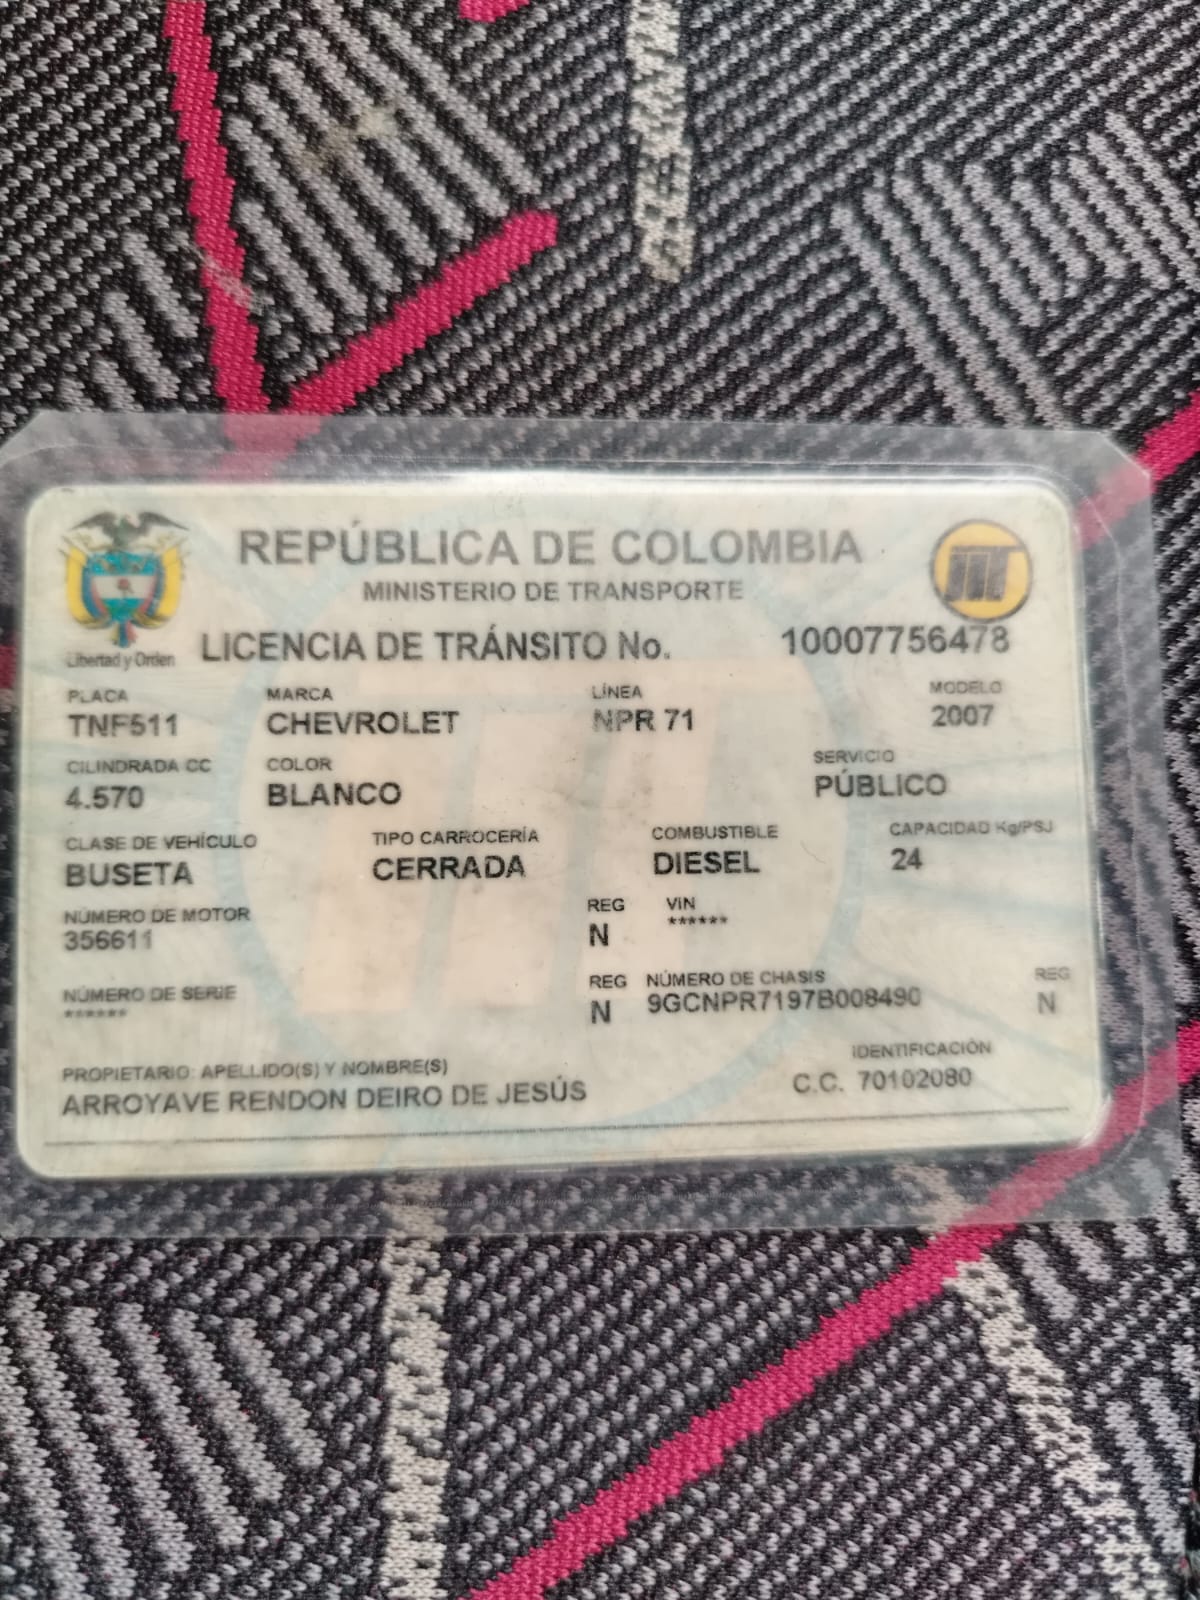 REPÚBLICA DE COLOMBIA
MINISTERIO DE TRANSPORTE
Libertad y Orden
LICENCIA DE TRÁNSITO No. 10007756478
PLACA MARCA LÍNEA MODELO
TNF511 CHEVROLET NPR 71 2007
CILINDRADA CC COLOR SERVICIO
4.570 BLANCO PÚBLICO
CLASE DE VEHÍCULO TIPO CARROCERÍA COMBUSTIBLE CAPACIDAD Kg/PSJ
BUSETA CERRADA DIESEL 24
NÚMERO DE MOTOR REG VIN
356611 N ******
NÚMERO DE SERIE REG NÚMERO DE CHASIS REG
****** N 9GCNPR7197B008490 N
PROPIETARIO: APELLIDO(S) Y NOMBRE(S) IDENTIFICACIÓN
ARROYAVE RENDON DEIRO DE JESÚS C.C. 70102080